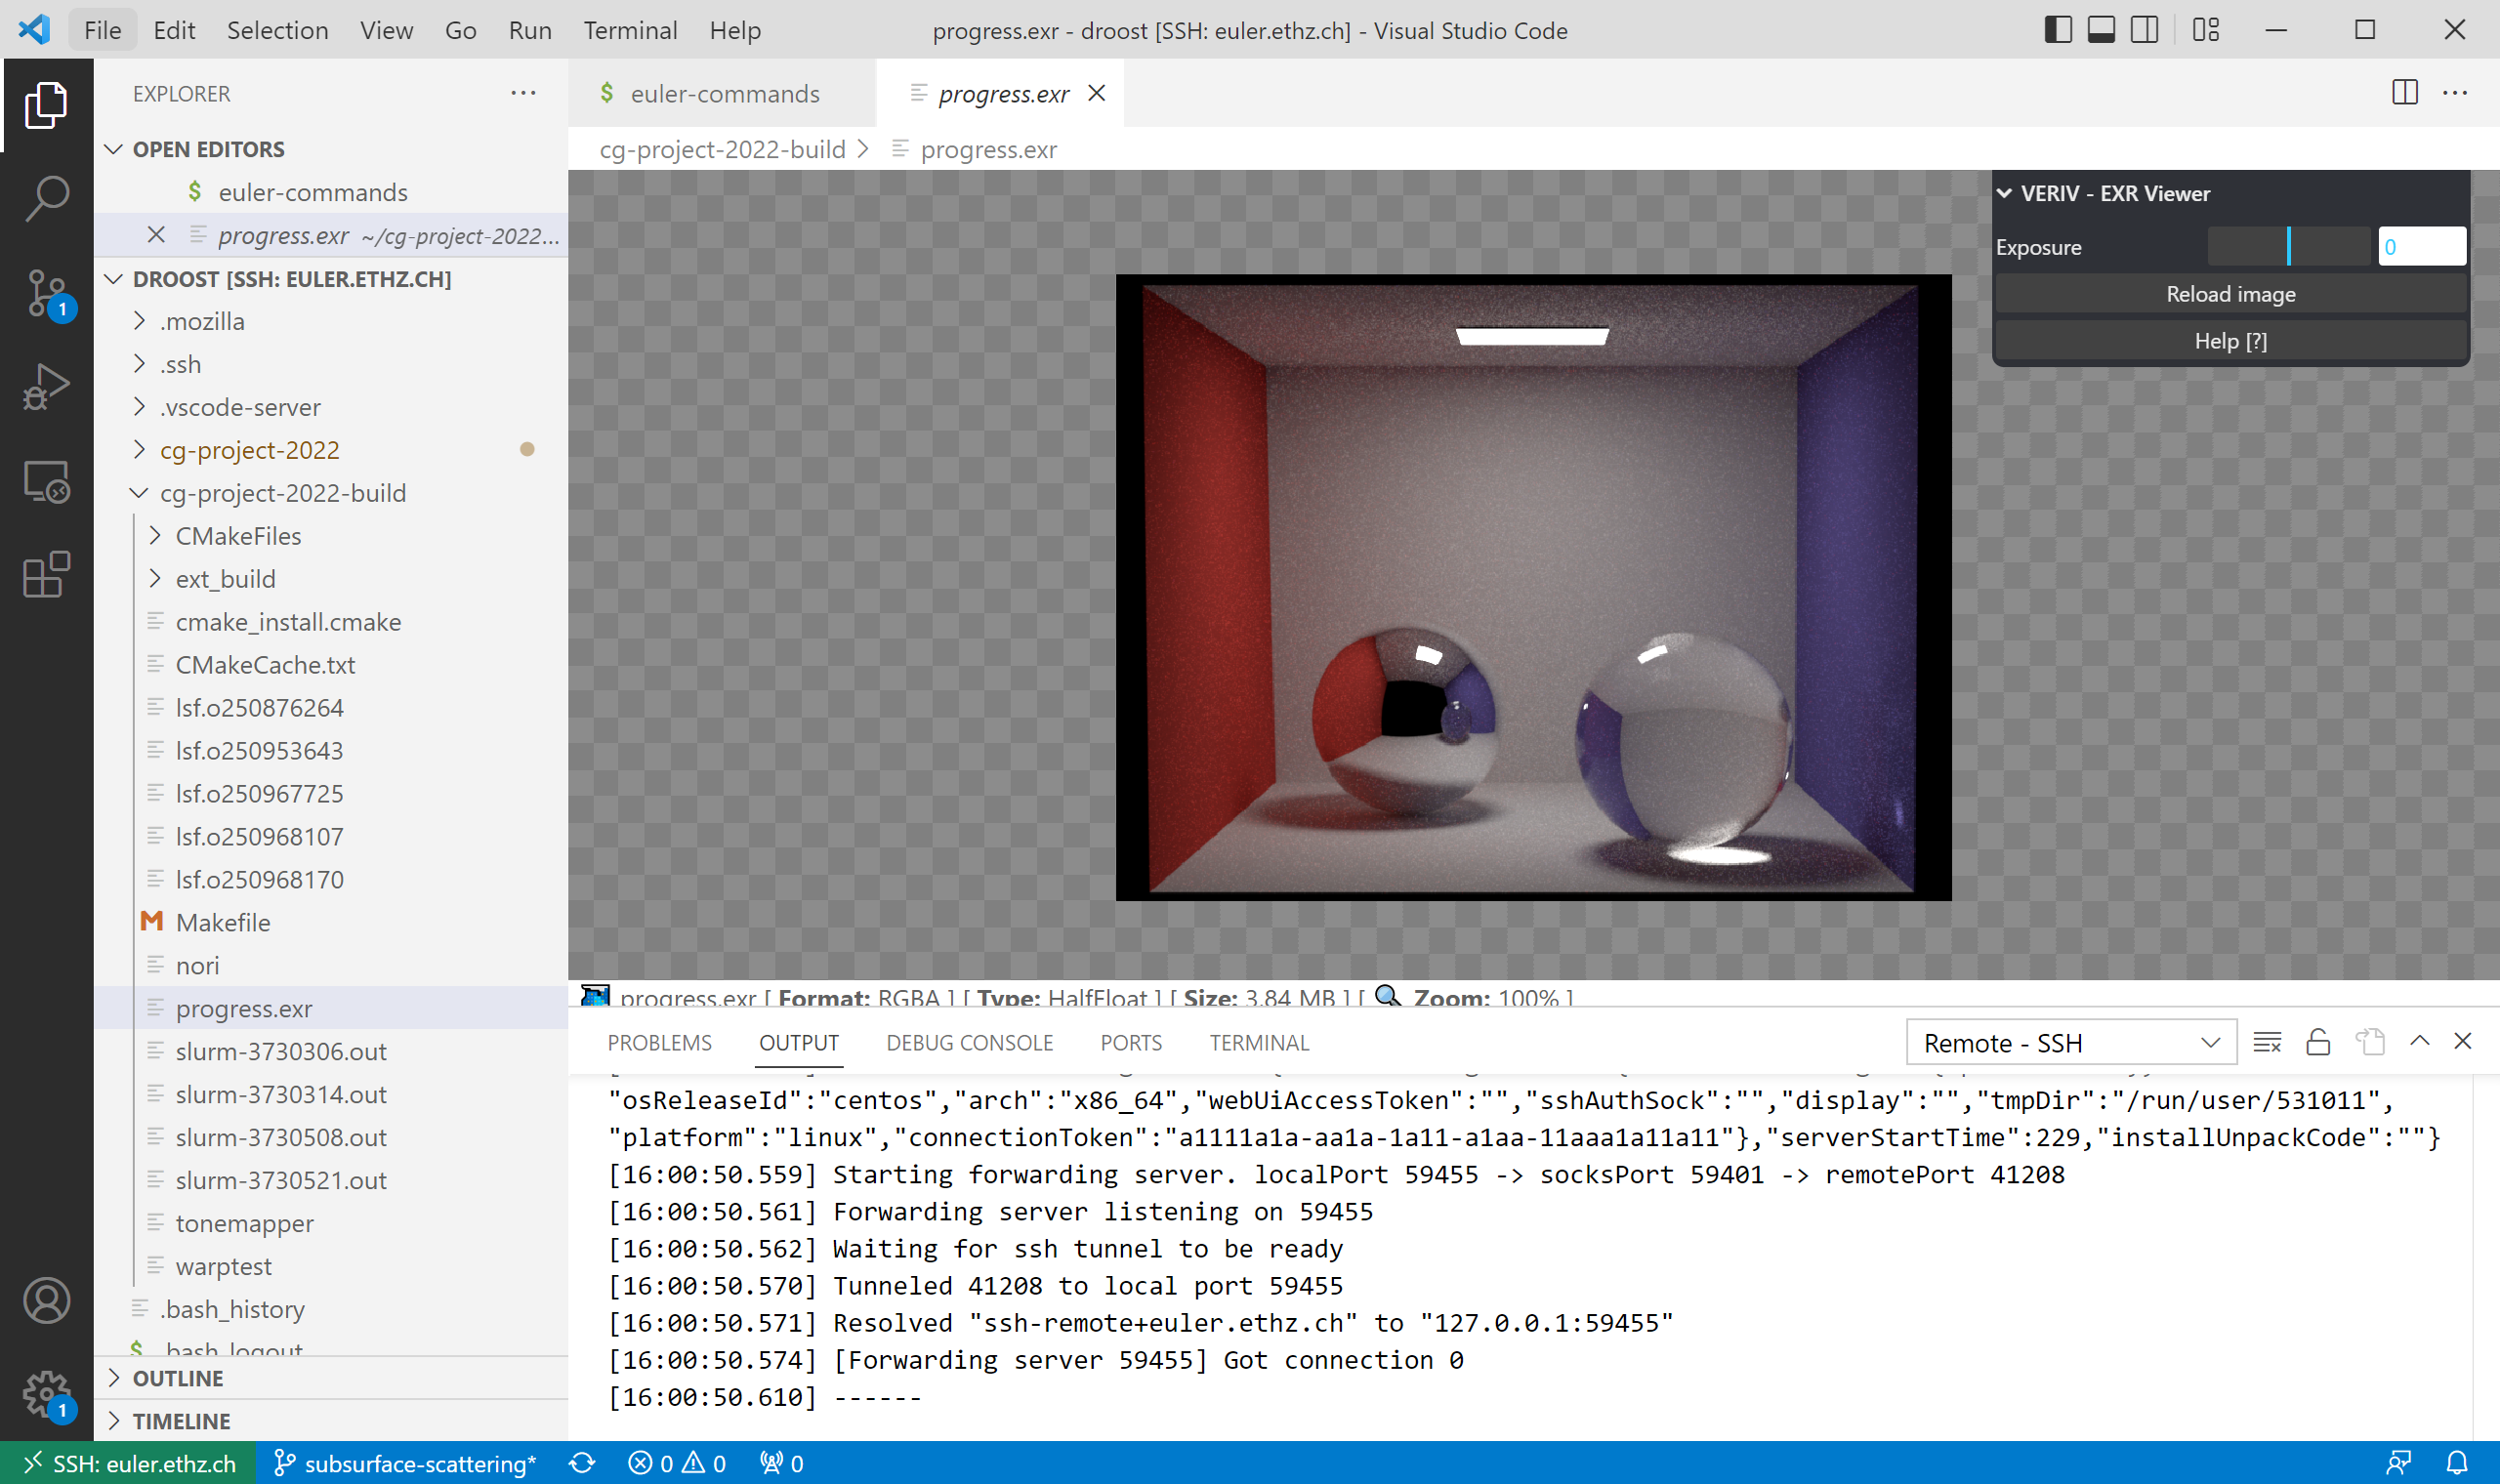 File Edit Selection View Go Run Terminal Help
progress.exr - droost [SSH: euler.ethz.ch] - Visual Studio Code
EXPLORER
OPEN EDITORS
$ euler-commands
progress.exr ~/cg-project-2022...
DROOST [SSH: EULER.ETHZ.CH]
.mozilla
.ssh
.vscode-server
cg-project-2022
cg-project-2022-build
CMakeFiles
ext_build
cmake_install.cmake
CMakeCache.txt
lsf.o250876264
lsf.o250953643
lsf.o250967725
lsf.o250968107
lsf.o250968170
M Makefile
nori
progress.exr
slurm-3730306.out
slurm-3730314.out
slurm-3730508.out
slurm-3730521.out
tonemapper
warptest
.bash_history
$ .bash_logout
OUTLINE
TIMELINE
1
1
$ euler-commands
progress.exr
cg-project-2022-build > progress.exr
VERIV - EXR Viewer
Exposure 0
Reload image
Help [?]
progress.exr [ Format: RGBA ] [ Type: HalfFloat ] [ Size: 3.84 MB ] [ Zoom: 100% ]
PROBLEMS OUTPUT DEBUG CONSOLE PORTS TERMINAL
Remote - SSH
"osReleaseId":"centos","arch":"x86_64","webUiAccessToken":"","sshAuthSock":"","display":"","tmpDir":"/run/user/531011",
"platform":"linux","connectionToken":"a1111a1a-aa1a-1a11-a1aa-11aaa1a11a11"},"serverStartTime":229,"installUnpackCode":""}
[16:00:50.559] Starting forwarding server. localPort 59455 -> socksPort 59401 -> remotePort 41208
[16:00:50.561] Forwarding server listening on 59455
[16:00:50.562] Waiting for ssh tunnel to be ready
[16:00:50.570] Tunneled 41208 to local port 59455
[16:00:50.571] Resolved "ssh-remote+euler.ethz.ch" to "127.0.0.1:59455"
[16:00:50.574] [Forwarding server 59455] Got connection 0
[16:00:50.610] ------
SSH: euler.ethz.ch subsurface-scattering* 0 0 0